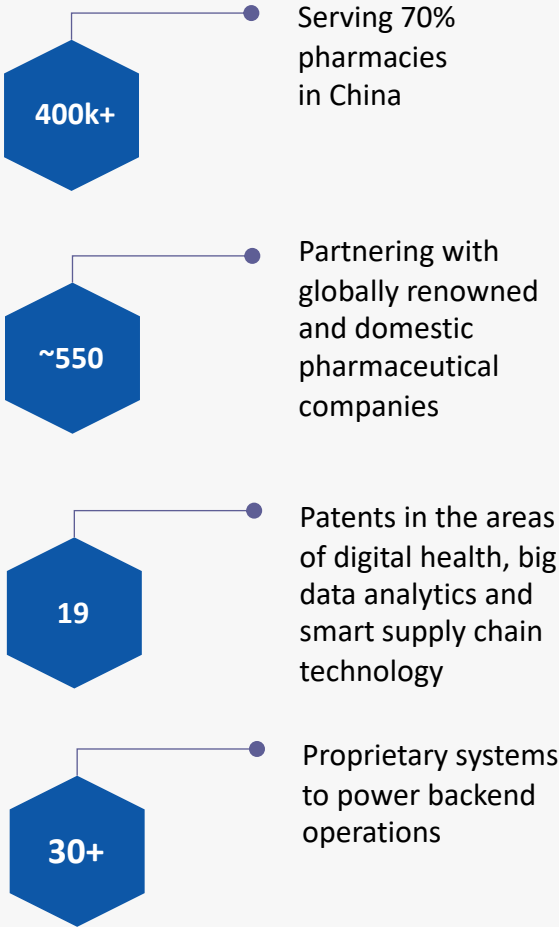 400k+
Serving 70%
pharmacies
in China
~550
Partnering with
globally renowned
and domestic
pharmaceutical
companies
19
Patents in the areas
of digital health, big
data analytics and
smart supply chain
technology
30+
Proprietary systems
to power backend
operations